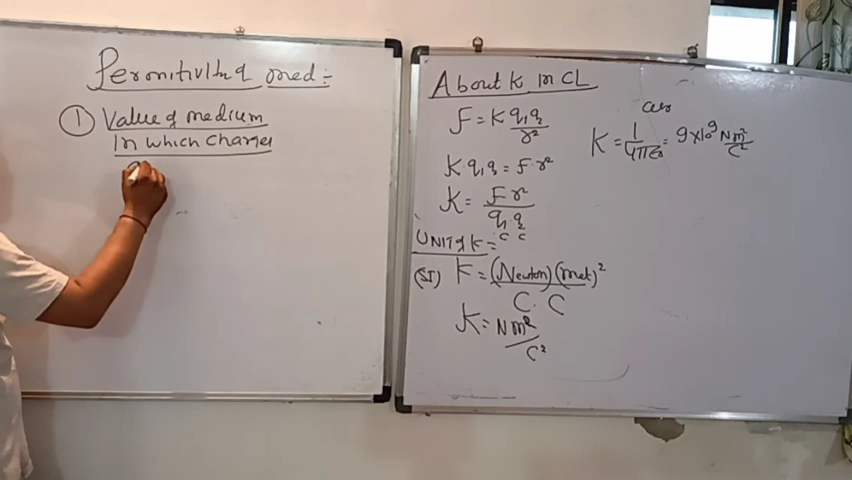 Permitivity of med :-
① Value of medium
in which charges
About K in CL
F = K q₁q₂ / r²
K q₁q₂ = F r²
K = F r² / q₁ q₂
C C
UNIT of K =
(SI) K = (Newton)(met)² / C . C
K = Nm² / C²
air
K = 1 / 4πε₀ = 9 × 10⁹ Nm² / C²